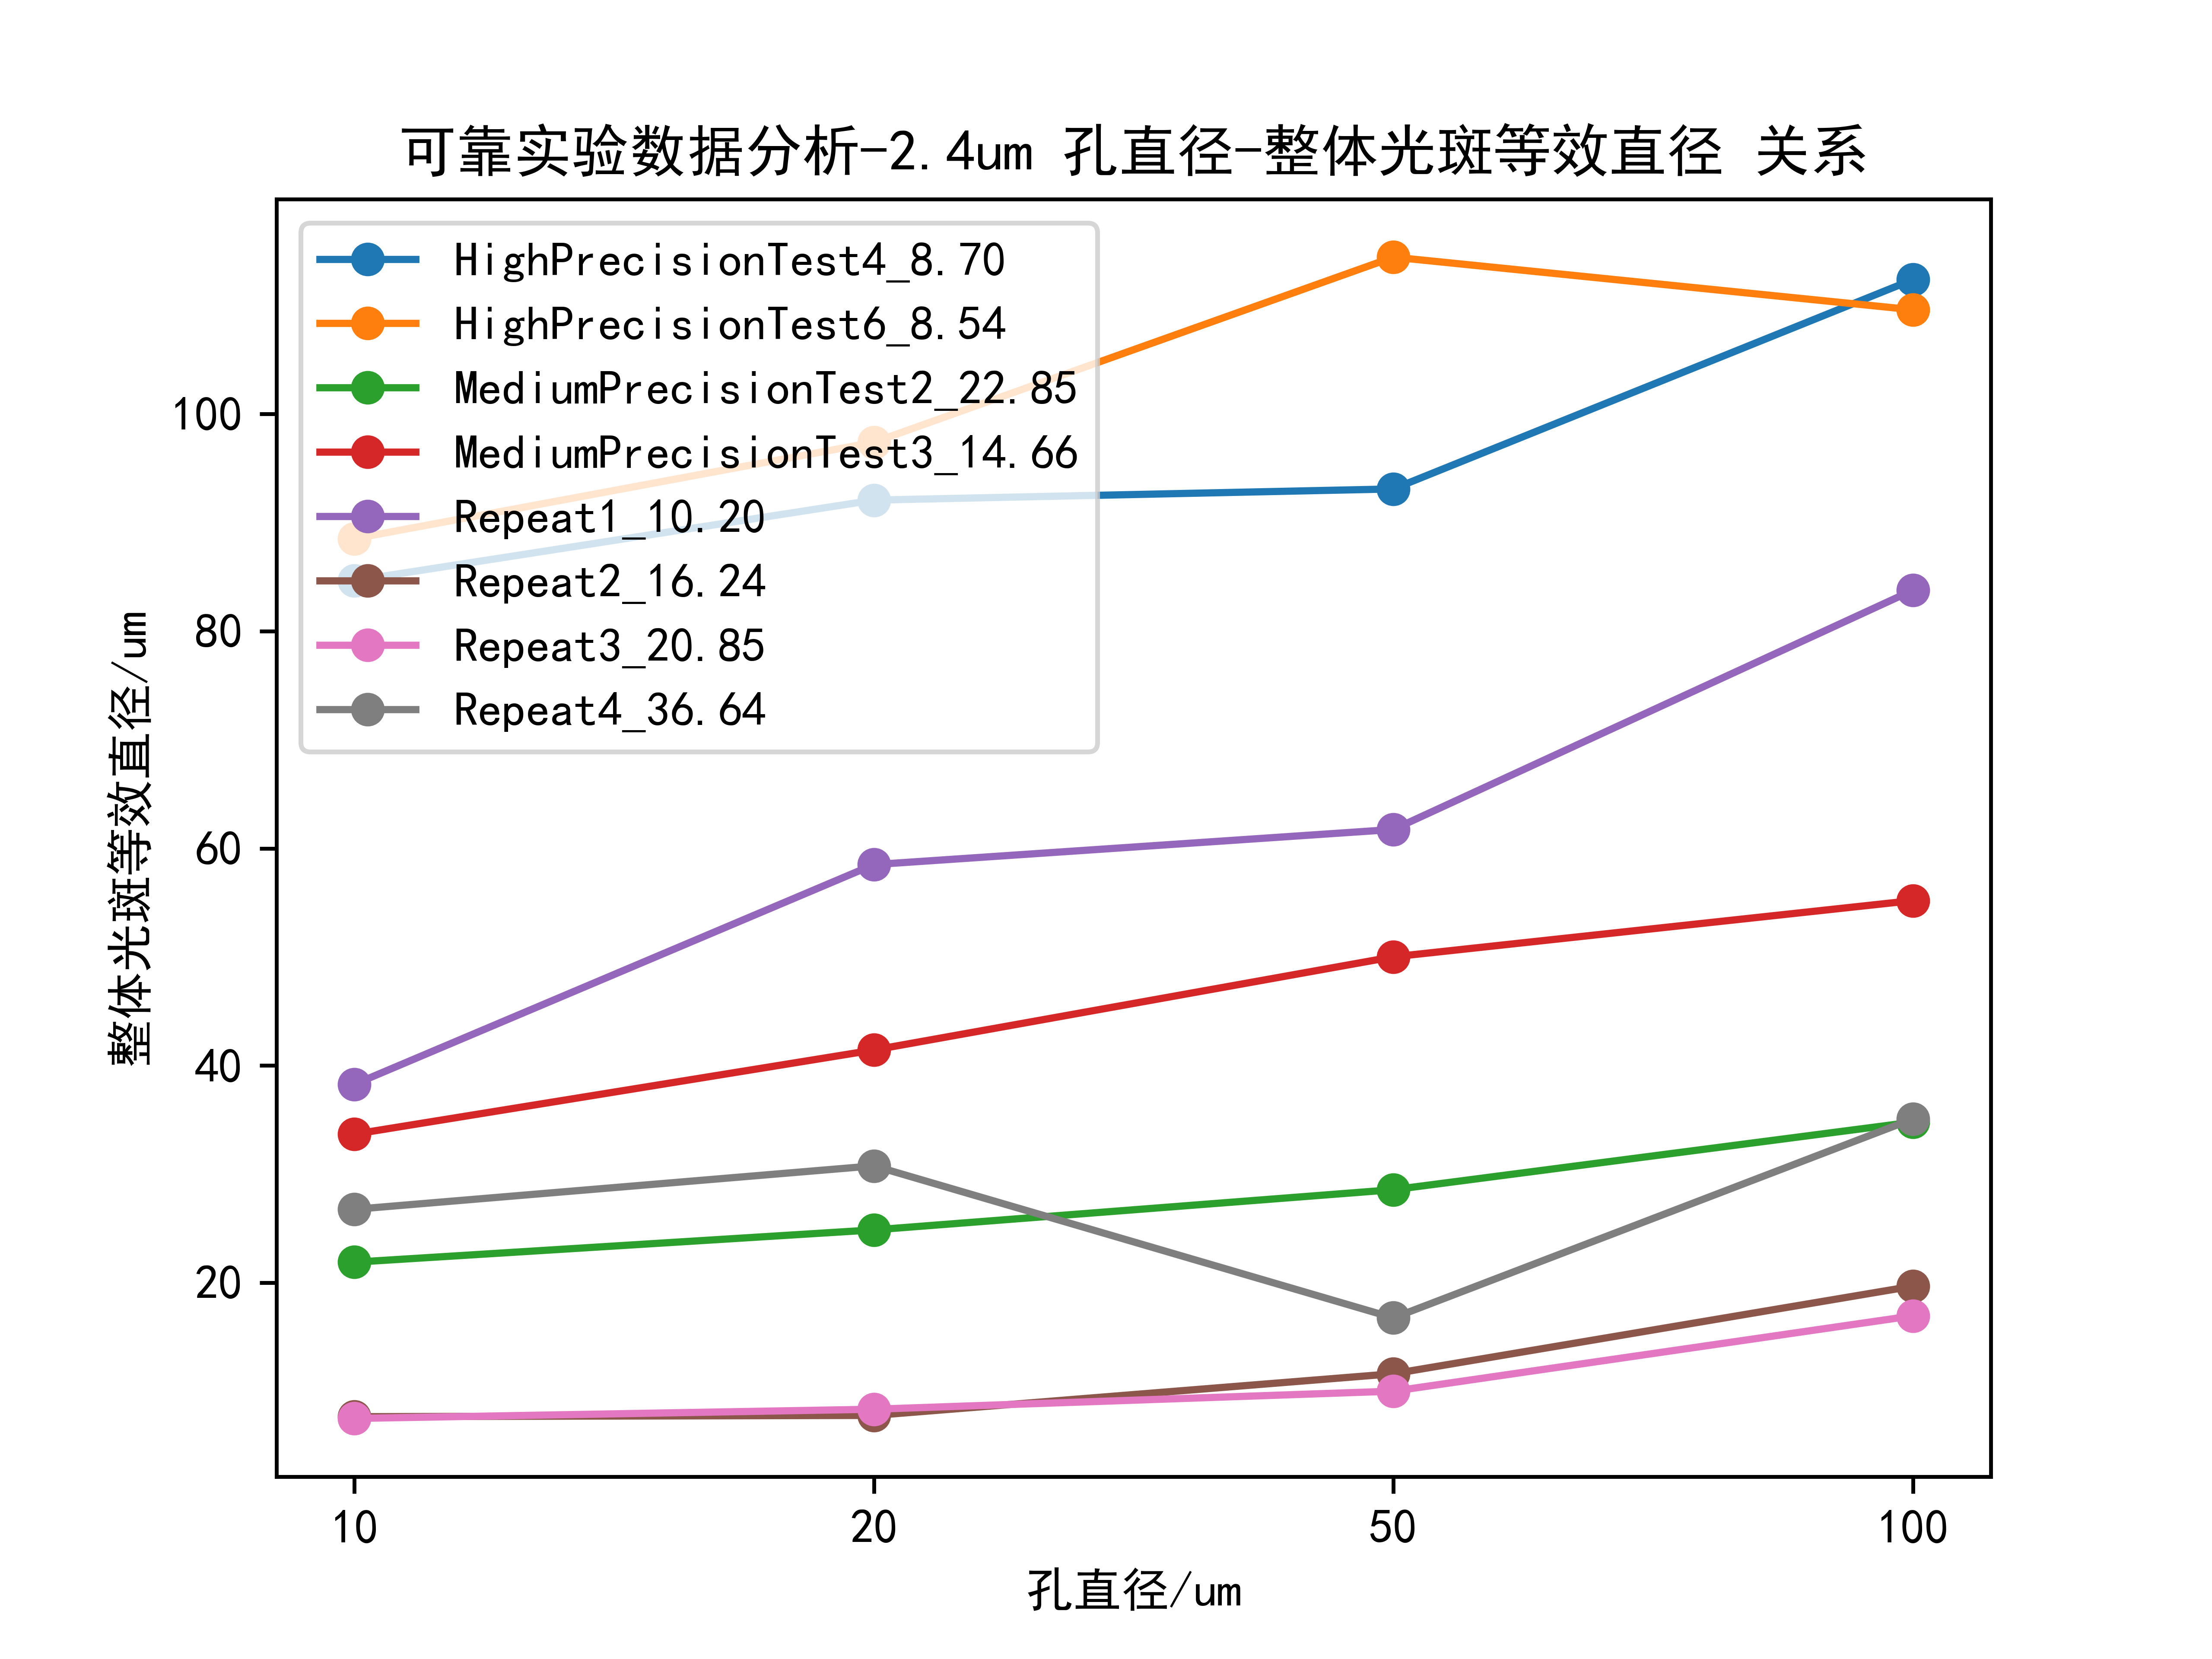 可靠实验数据分析-2.4um 孔直径-整体光斑等效直径 关系
HighPrecisionTest4_8.70
HighPrecisionTest6_8.54
MediumPrecisionTest2_22.85
MediumPrecisionTest3_14.66
Repeat1_10.20
Repeat2_16.24
Repeat3_20.85
Repeat4_36.64
整体光斑等效直径/um
100
80
60
40
20
10 20 50 100
孔直径/um